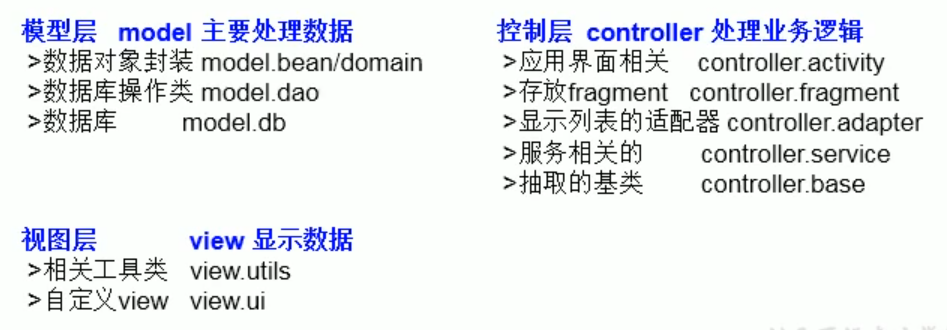 模型层 model 主要处理数据
>数据对象封装 model.bean/domain
>数据库操作类 model.dao
>数据库 model.db
控制层 controller 处理业务逻辑
>应用界面相关 controller.activity
>存放fragment controller.fragment
>显示列表的适配器 controller.adapter
>服务相关的 controller.service
>抽取的基类 controller.base
视图层 view 显示数据
>相关工具类 view.utils
>自定义view view.ui